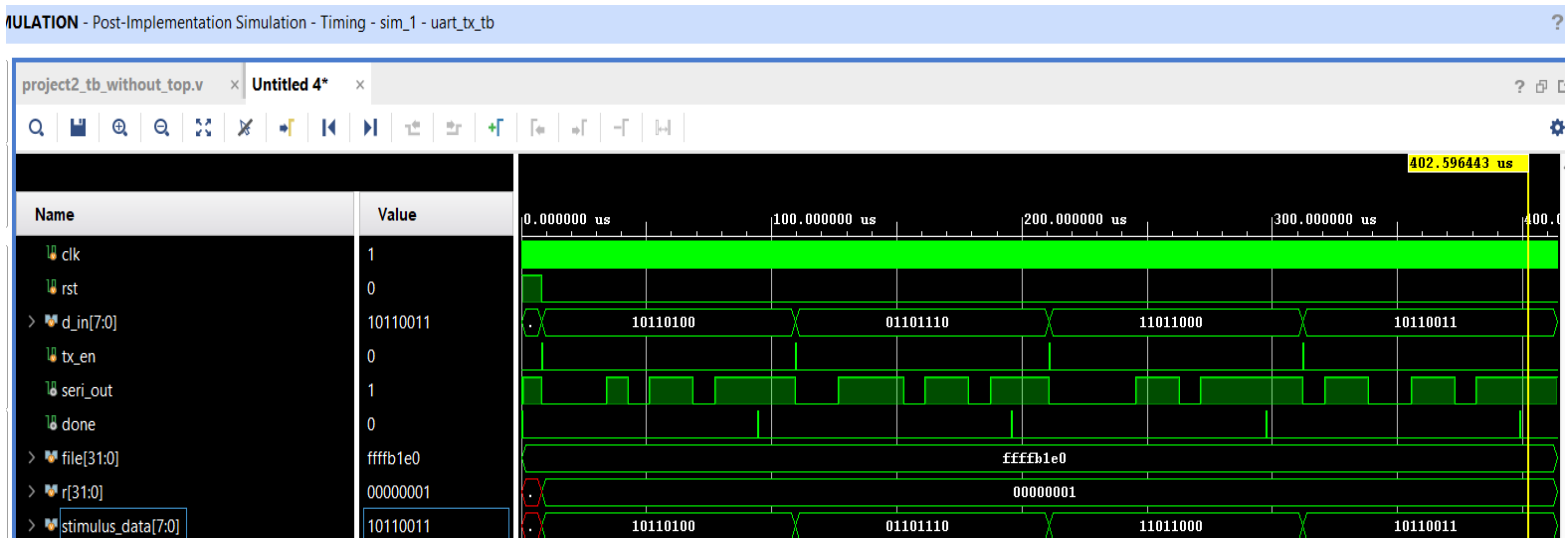 MULATION - Post-Implementation Simulation - Timing - sim_1 - uart_tx_tb ?
project2_tb_without_top.v × Untitled 4* × ?
402.596443 us
Name Value 0.000000 us 100.000000 us 200.000000 us 300.000000 us 400.0
clk 1
rst 0
d_in[7:0] 10110011 . 10110100 01101110 11011000 10110011
tx_en 0
seri_out 1
done 0
file[31:0] ffffb1e0 ffffb1e0
r[31:0] 00000001 . 00000001
stimulus_data[7:0] 10110011 . 10110100 01101110 11011000 10110011